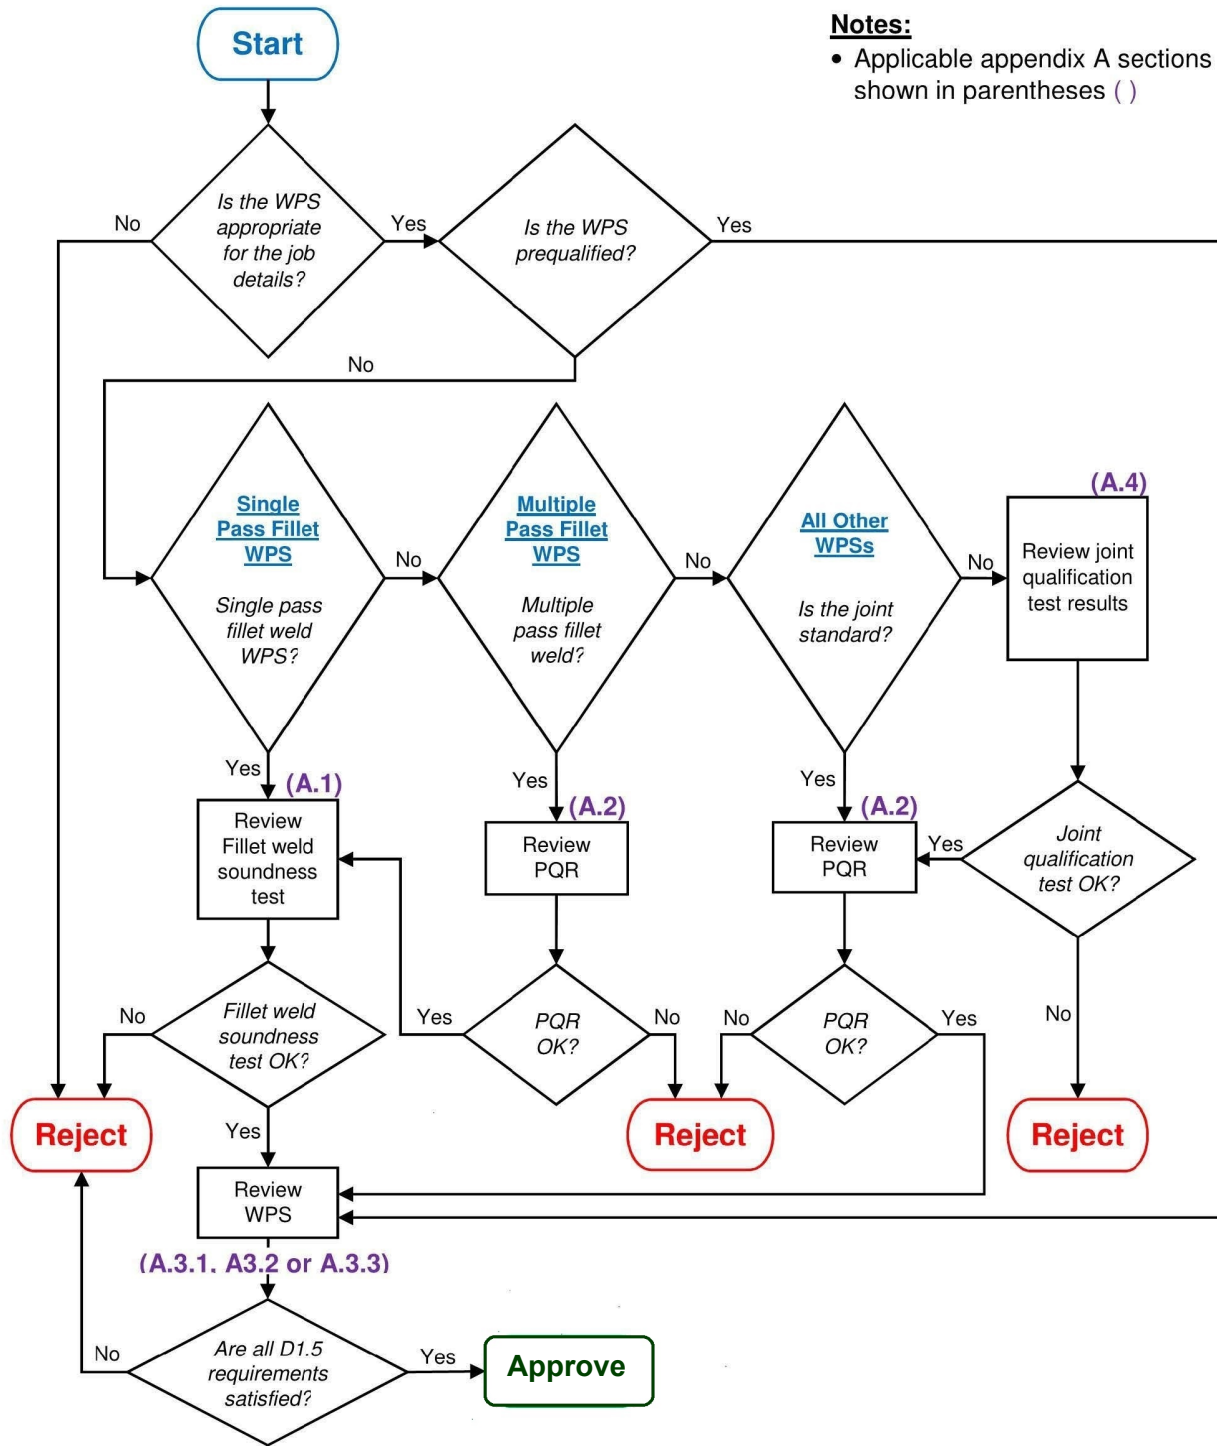 Start
Notes:
• Applicable appendix A sections
shown in parentheses ( )
Is the WPS
appropriate
for the job
details?
No
Yes
Is the WPS
prequalified?
Yes
No
Single
Pass Fillet
WPS
Single pass
fillet weld
WPS?
No
Multiple
Pass Fillet
WPS
Multiple
pass fillet
weld?
No
All Other
WPSs
Is the joint
standard?
No
(A.4)
Review joint
qualification
test results
Yes
(A.1)
Review
Fillet weld
soundness
test
Yes
(A.2)
Review
PQR
Yes
(A.2)
Review
PQR
Yes
Joint
qualification
test OK?
No
Fillet weld
soundness
test OK?
Yes
PQR
OK?
No
No
PQR
OK?
Yes
No
Reject
Reject
Reject
Yes
Review
WPS
(A.3.1, A3.2 or A.3.3)
No
Are all D1.5
requirements
satisfied?
Yes
Approve